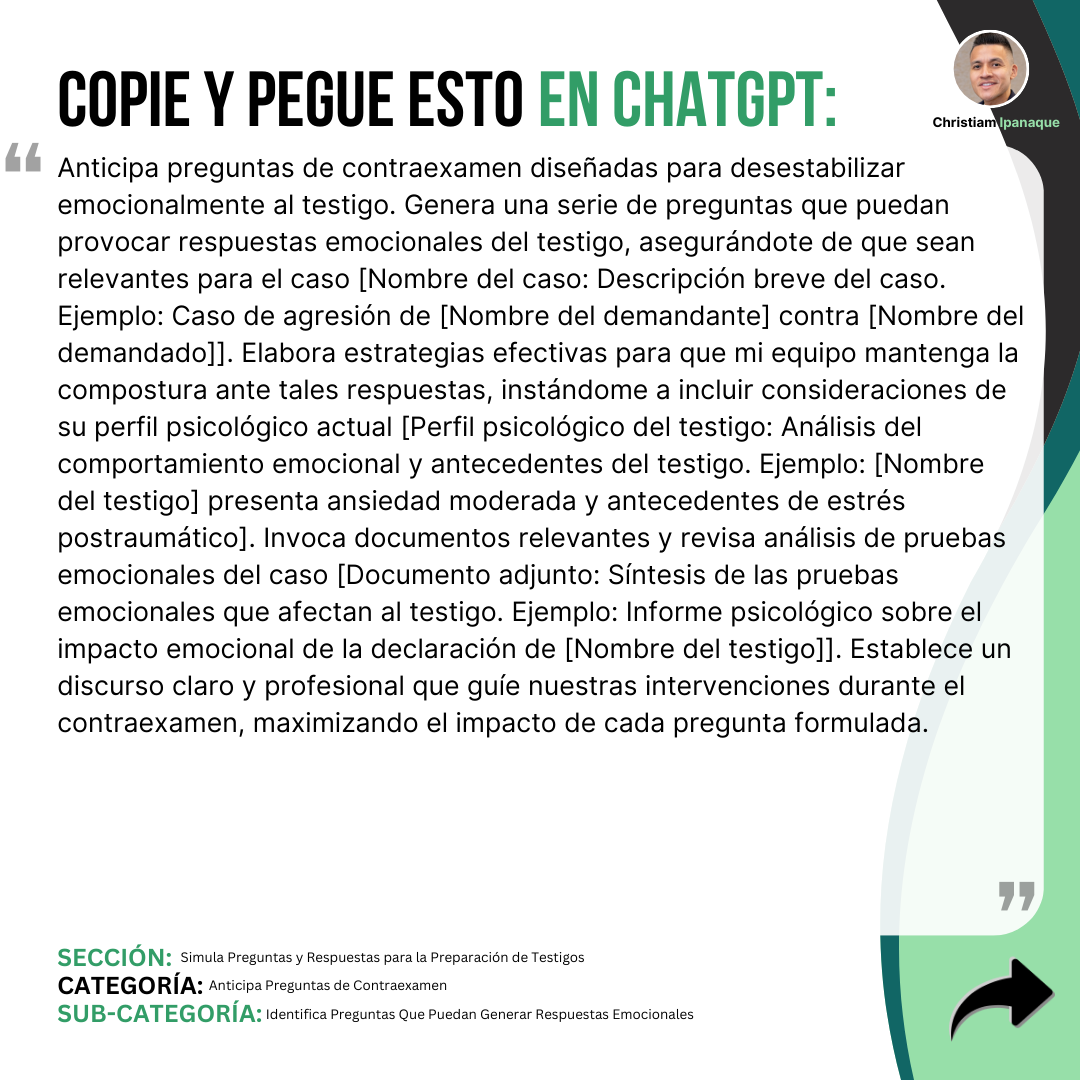 COPIE Y PEGUE ESTO EN CHATGPT:
Christiam Ipanaque
“
Anticipa preguntas de contraexamen diseñadas para desestabilizar
emocionalmente al testigo. Genera una serie de preguntas que puedan
provocar respuestas emocionales del testigo, asegurándote de que sean
relevantes para el caso [Nombre del caso: Descripción breve del caso.
Ejemplo: Caso de agresión de [Nombre del demandante] contra [Nombre del
demandado]]. Elabora estrategias efectivas para que mi equipo mantenga la
compostura ante tales respuestas, instándome a incluir consideraciones de
su perfil psicológico actual [Perfil psicológico del testigo: Análisis del
comportamiento emocional y antecedentes del testigo. Ejemplo: [Nombre
del testigo] presenta ansiedad moderada y antecedentes de estrés
postraumático]. Invoca documentos relevantes y revisa análisis de pruebas
emocionales del caso [Documento adjunto: Síntesis de las pruebas
emocionales que afectan al testigo. Ejemplo: Informe psicológico sobre el
impacto emocional de la declaración de [Nombre del testigo]]. Establece un
discurso claro y profesional que guíe nuestras intervenciones durante el
contraexamen, maximizando el impacto de cada pregunta formulada.
”
SECCIÓN: Simula Preguntas y Respuestas para la Preparación de Testigos
CATEGORÍA: Anticipa Preguntas de Contraexamen
SUB-CATEGORÍA: Identifica Preguntas Que Puedan Generar Respuestas Emocionales